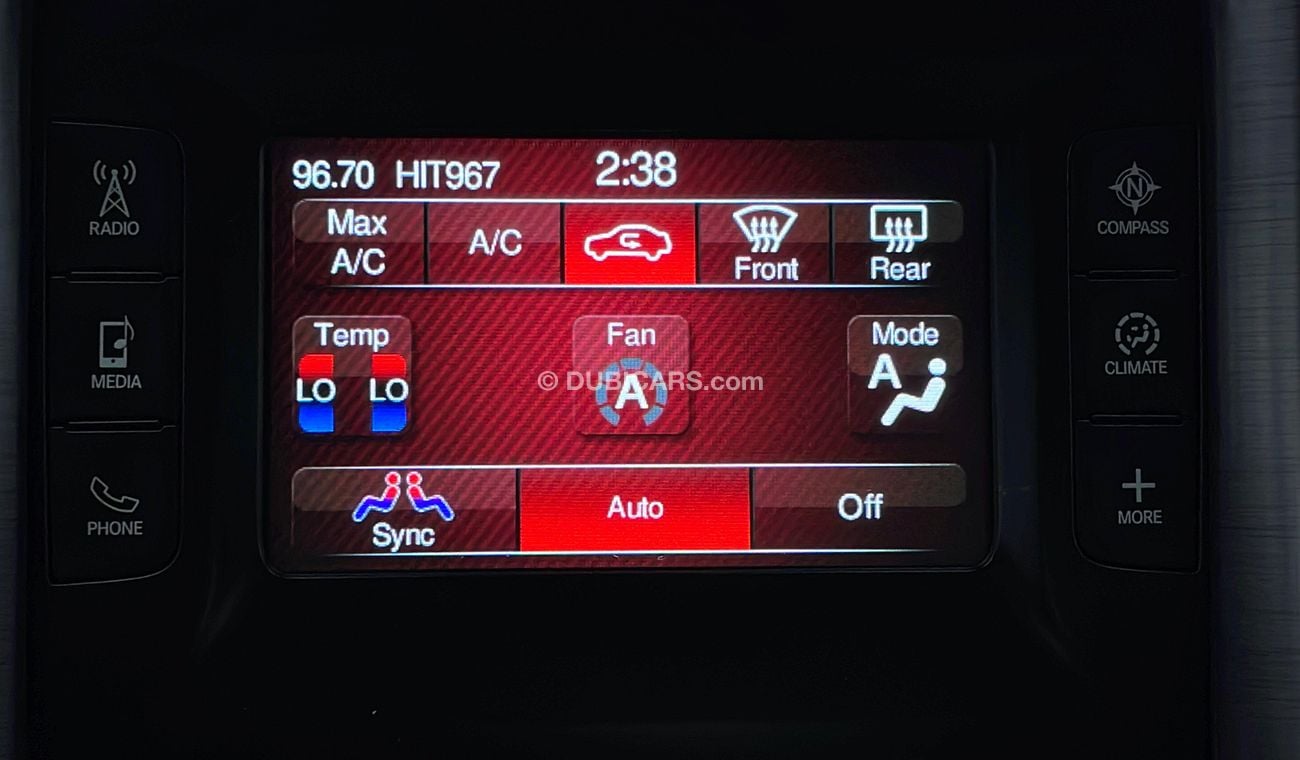 96.70 HIT967 2:38
Max A/C
A/C
Front
Rear
Temp
LO LO
Fan
A
Mode
A
Sync
Auto
Off
RADIO
MEDIA
PHONE
N
COMPASS
CLIMATE
MORE
© DUBICARS.com